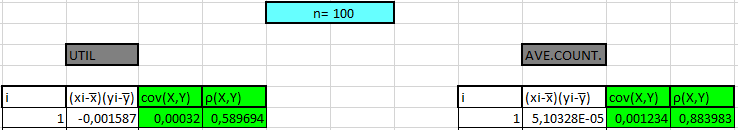 n= 100
UTIL AVE.COUNT.
i (xi-x̅)(yi-y̅) cov(X,Y) ρ(X,Y) i (xi-x̅)(yi-y̅) cov(X,Y) ρ(X,Y)
1 -0,001587 0,00032 0,589694 1 5,10328E-05 0,001234 0,883983